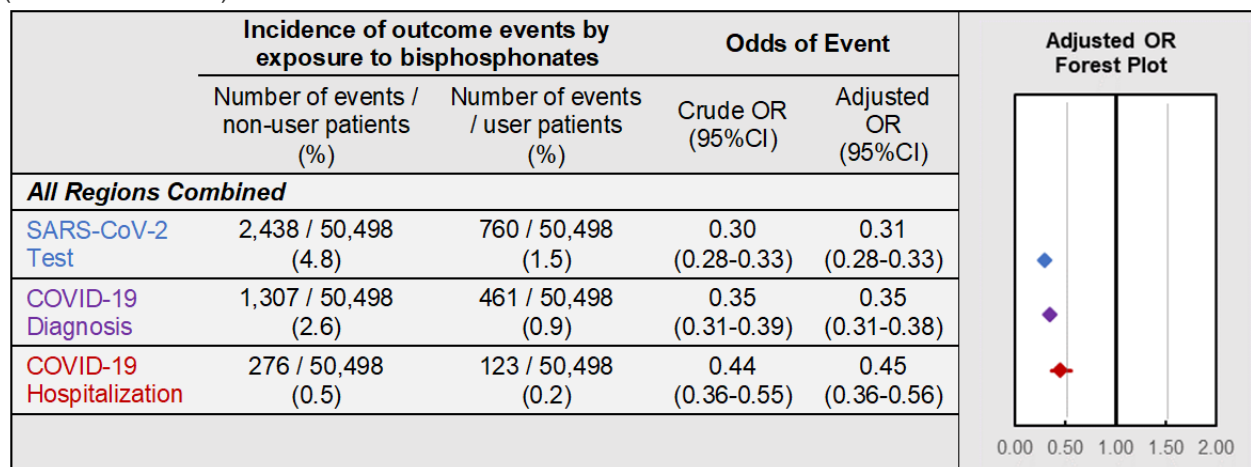 Incidence of outcome events by exposure to bisphosphonates
Odds of Event
Adjusted OR
Forest Plot
Number of events / non-user patients (%)
Number of events / user patients (%)
Crude OR (95%CI)
Adjusted OR (95%CI)
All Regions Combined
SARS-CoV-2 Test
2,438 / 50,498 (4.8)
760 / 50,498 (1.5)
0.30 (0.28-0.33)
0.31 (0.28-0.33)
COVID-19 Diagnosis
1,307 / 50,498 (2.6)
461 / 50,498 (0.9)
0.35 (0.31-0.39)
0.35 (0.31-0.38)
COVID-19 Hospitalization
276 / 50,498 (0.5)
123 / 50,498 (0.2)
0.44 (0.36-0.55)
0.45 (0.36-0.56)
0.00 0.50 1.00 1.50 2.00